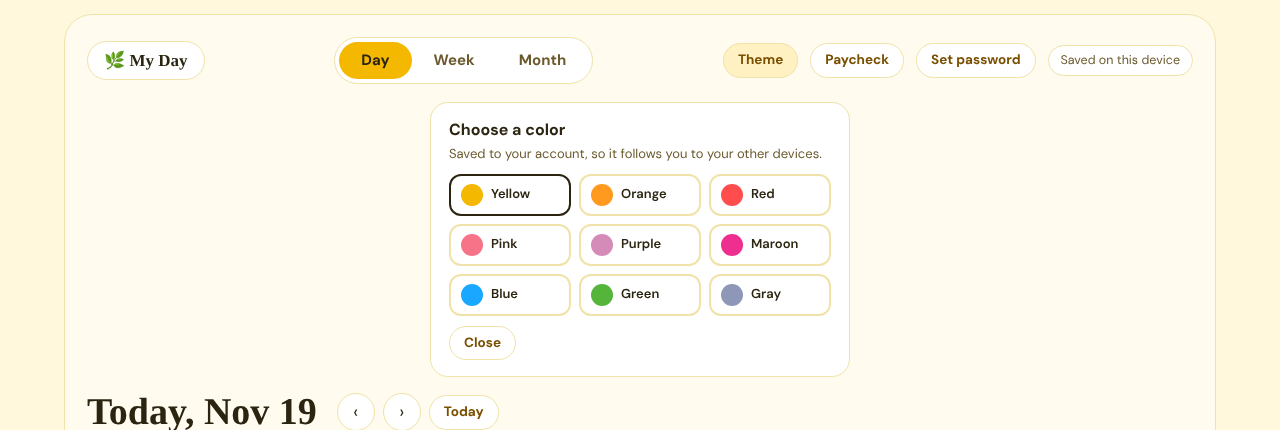 🌿 My Day
Day Week Month
Theme Paycheck Set password Saved on this device
Choose a color
Saved to your account, so it follows you to your other devices.
Yellow Orange Red
Pink Purple Maroon
Blue Green Gray
Close
Today, Nov 19 ‹ › Today